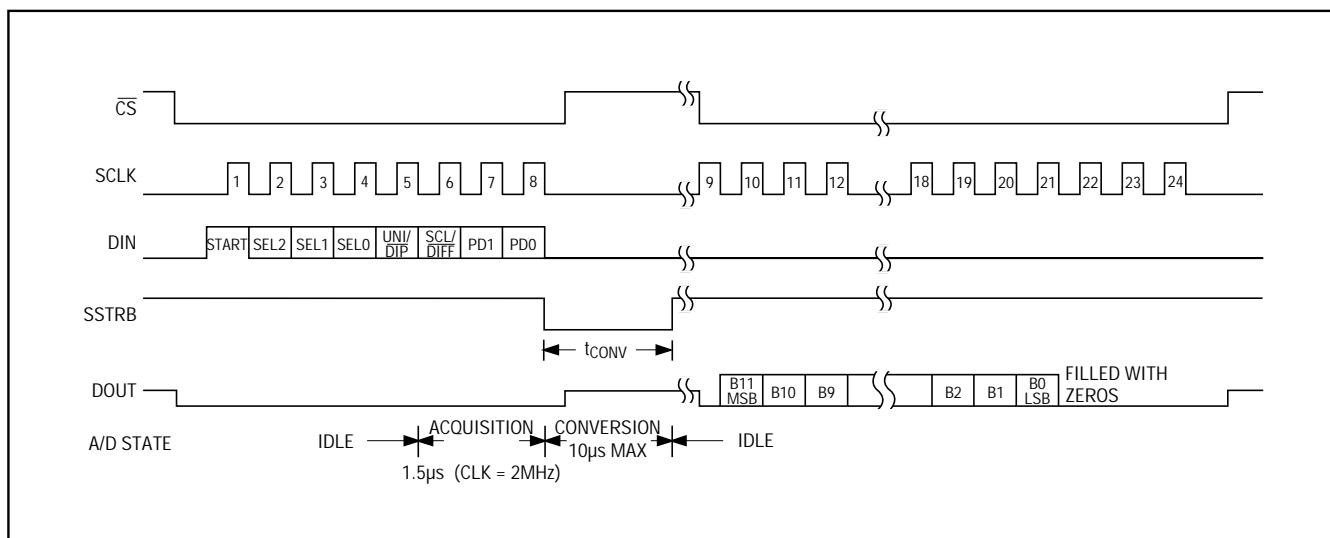 CS
SCLK
1 2 3 4 5 6 7 8 9 10 11 12 18 19 20 21 22 23 24
DIN
START SEL2 SEL1 SEL0 UNI/DIP SCL/DIFF PD1 PD0
SSTRB
tCONV
DOUT
B11 MSB B10 B9 B2 B1 B0 LSB
FILLED WITH
ZEROS
A/D STATE
IDLE ACQUISITION CONVERSION IDLE
10µs MAX
1.5µs (CLK = 2MHz)